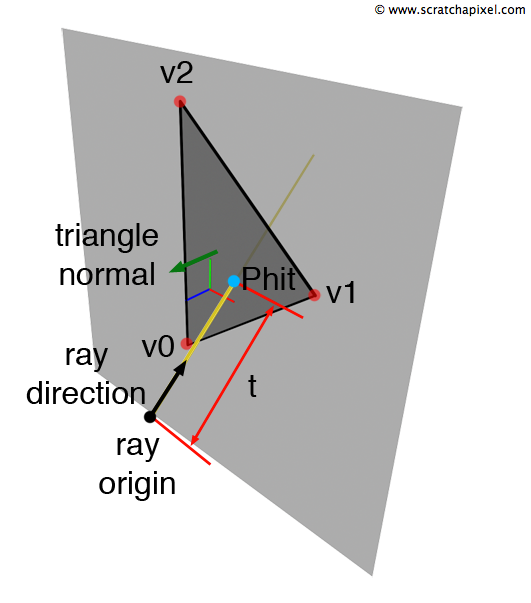 © www.scratchapixel.com
v2
triangle
normal
Phit
v1
v0
ray
direction
t
ray
origin